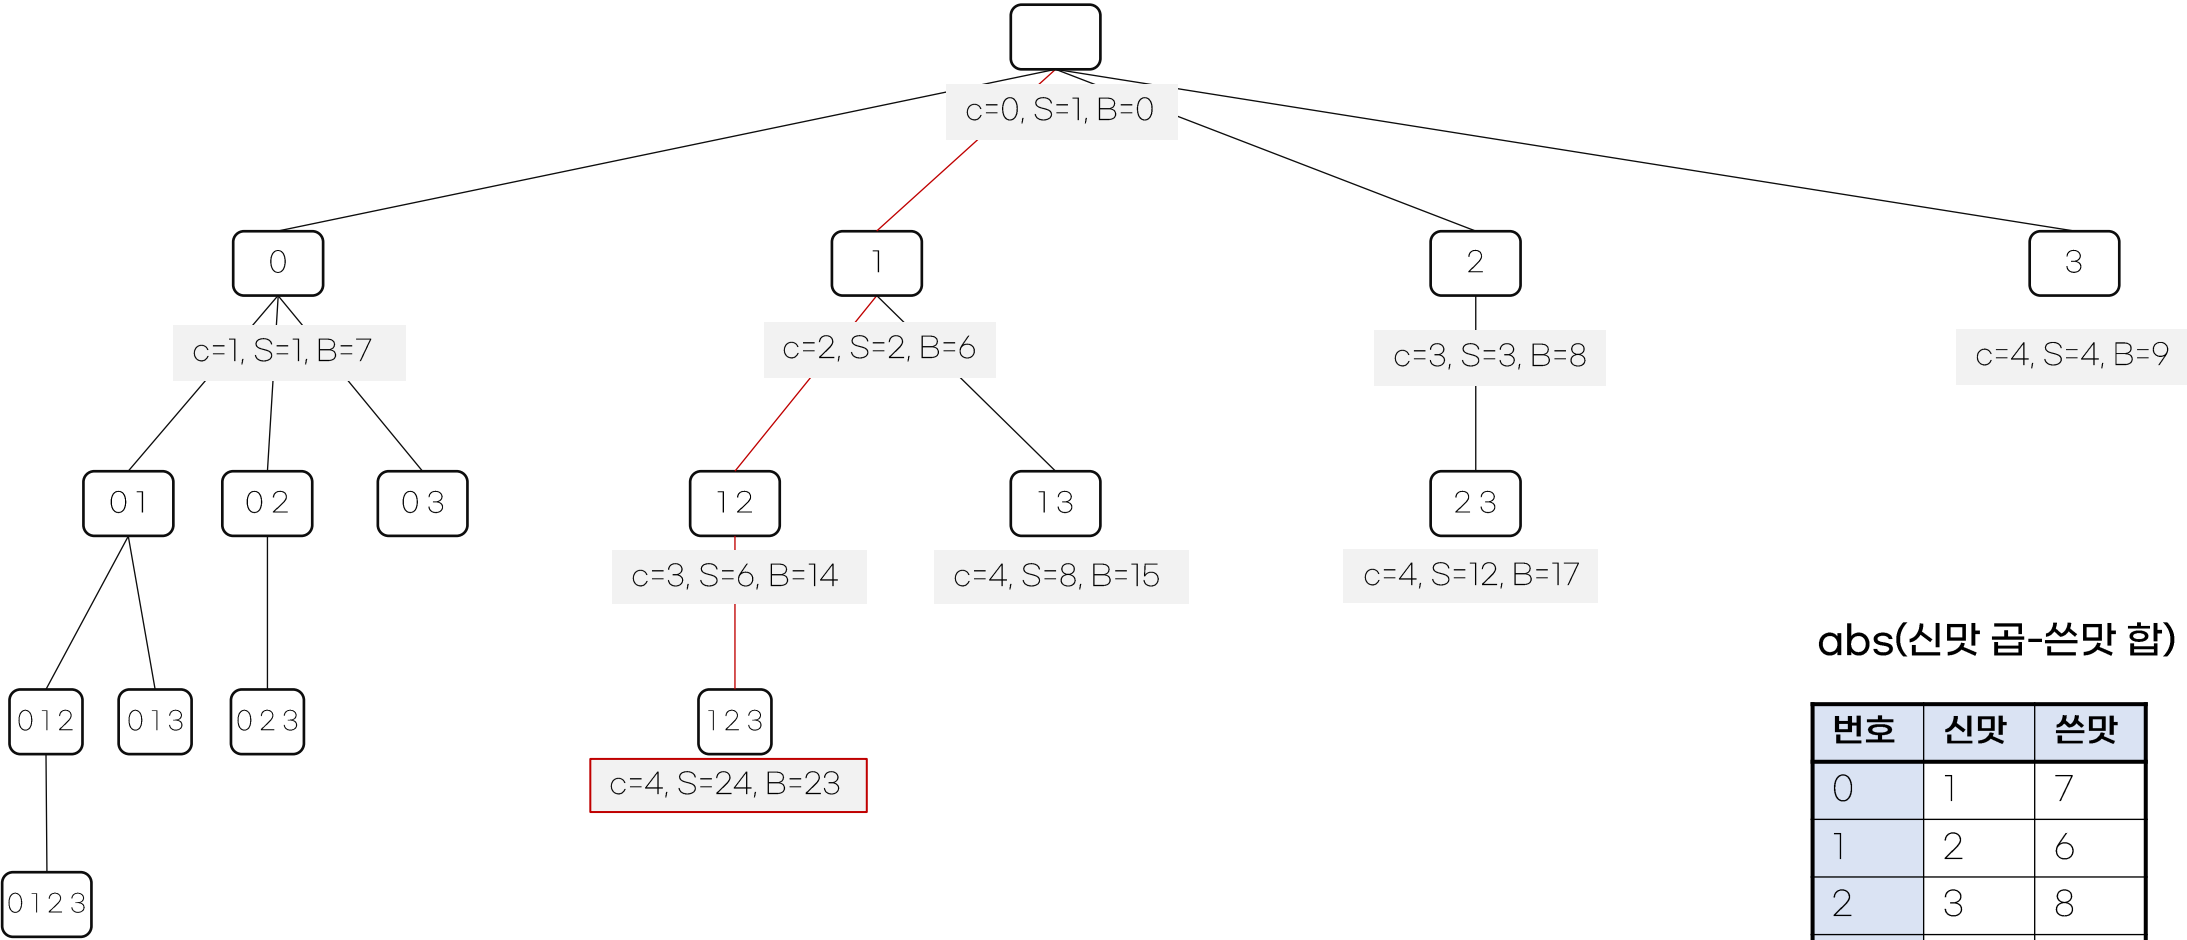 c=0, S=1, B=0
0
1
2
3
c=1, S=1, B=7
c=2, S=2, B=6
c=3, S=3, B=8
c=4, S=4, B=9
0 1
0 2
0 3
1 2
1 3
2 3
c=3, S=6, B=14
c=4, S=8, B=15
c=4, S=12, B=17
0 1 2
0 1 3
0 2 3
1 2 3
c=4, S=24, B=23
0 1 2 3
abs(신맛 곱-쓴맛 합)
번호 신맛 쓴맛
0 1 7
1 2 6
2 3 8